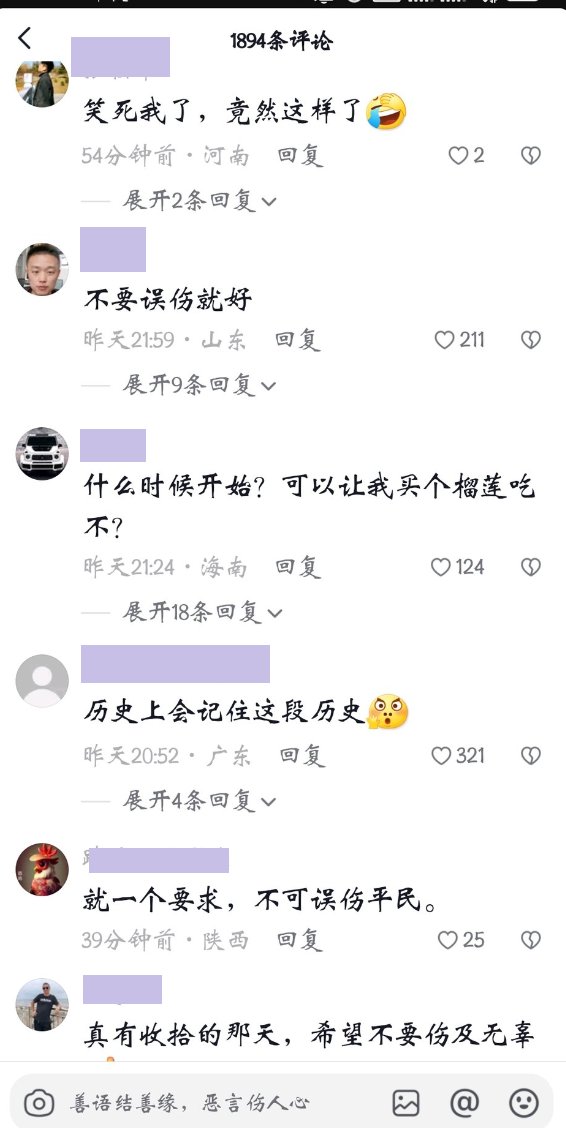 1894条评论
笑死我了，竟然这样了
54分钟前·河南 回复
2
展开2条回复
不要误伤就好
昨天21:59·山东 回复
211
展开9条回复
什么时候开始？可以让我买个榴莲吃
不？
昨天21:24·海南 回复
124
展开18条回复
历史上会记住这段历史
昨天20:52·广东 回复
321
展开4条回复
就一个要求，不可误伤平民。
39分钟前·陕西 回复
25
真有收拾的那天，希望不要伤及无辜
善语结善缘，恶言伤人心